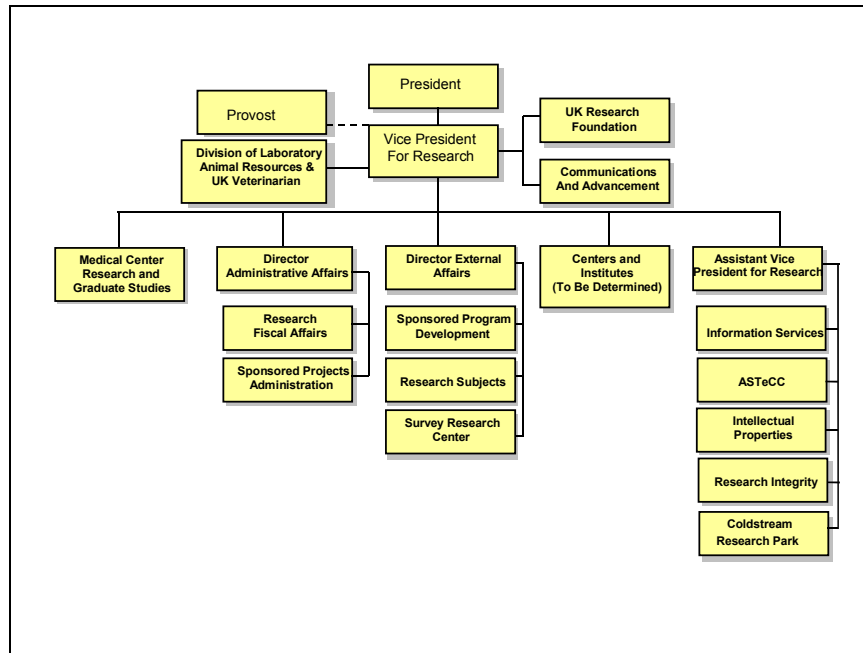 President
Provost
Vice President
For Research
UK Research
Foundation
Division of Laboratory
Animal Resources &
UK Veterinarian
Communications
And Advancement
Medical Center
Research and
Graduate Studies
Director
Administrative Affairs
Director External
Affairs
Centers and
Institutes
(To Be Determined)
Assistant Vice
President for Research
Research
Fiscal Affairs
Sponsored Projects
Administration
Sponsored Program
Development
Research Subjects
Survey Research
Center
Information Services
ASTeCC
Intellectual
Properties
Research Integrity
Coldstream
Research Park